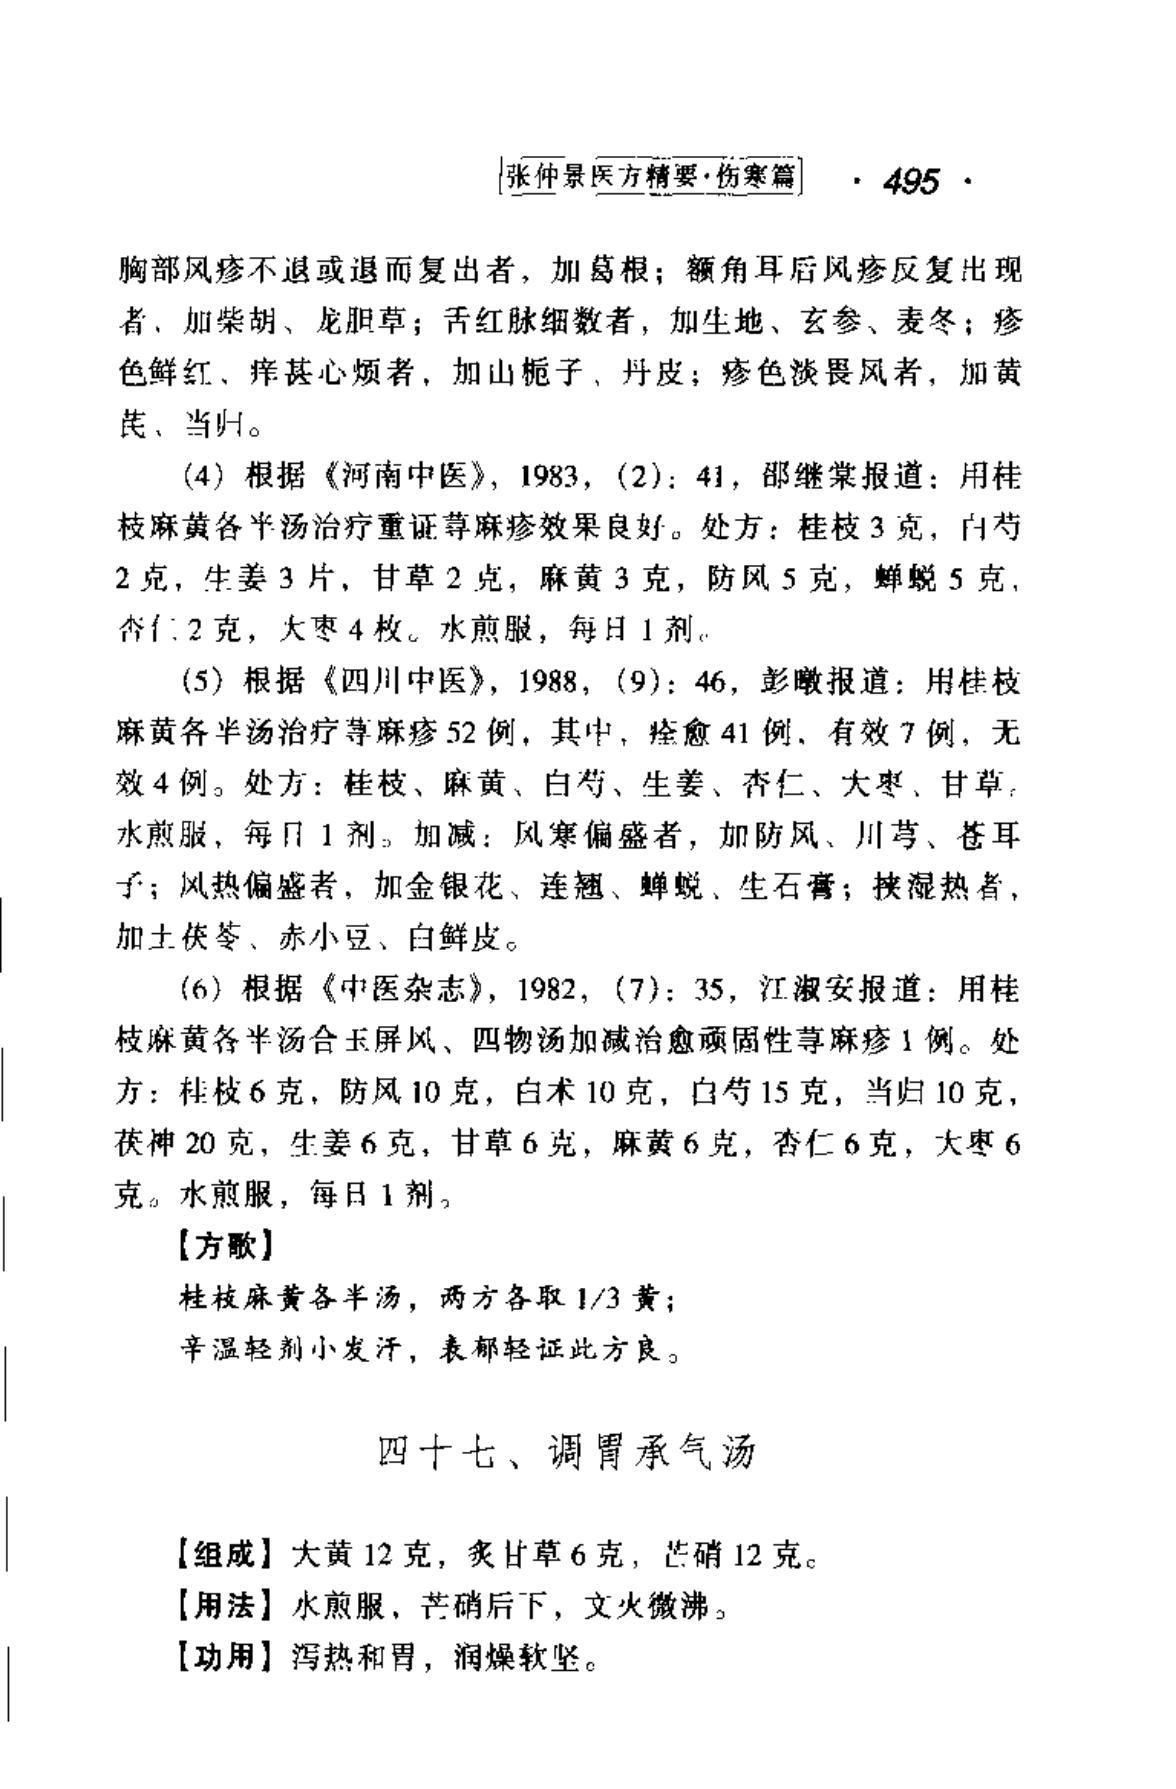 张仲景医方精要·伤寒篇 · 495 ·
胸部风疹不退或退而复出者，加葛根；额角耳后风疹反复出现
者、加柴胡、龙胆草；舌红脉细数者，加生地、玄参、麦冬；疹
色鲜红、痒甚心烦者，加山栀子、丹皮；疹色淡畏风者，加黄
芪、当归。
(4) 根据《河南中医》，1983，(2)：41，邵继棠报道：用桂
枝麻黄各半汤治疗重证荨麻疹效果良好。处方：桂枝 3 克，白芍
2 克，生姜 3 片，甘草 2 克，麻黄 3 克，防风 5 克，蝉蜕 5 克，
杏仁 2 克，大枣 4 枚。水煎服，每日 1 剂。
(5) 根据《四川中医》，1988，(9)：46，彭暾报道：用桂枝
麻黄各半汤治疗荨麻疹 52 例，其中，痊愈 41 例，有效 7 例，无
效 4 例。处方：桂枝、麻黄、白芍、生姜、杏仁、大枣、甘草。
水煎服，每日 1 剂。加减：风寒偏盛者，加防风、川芎、苍耳
子；风热偏盛者，加金银花、连翘、蝉蜕、生石膏；挟湿热者，
加土茯苓、赤小豆、白鲜皮。
(6) 根据《中医杂志》，1982，(7)：35，江淑安报道：用桂
枝麻黄各半汤合玉屏风、四物汤加减治愈顽固性荨麻疹 1 例。处
方：桂枝 6 克，防风 10 克，白术 10 克，白芍 15 克，当归 10 克，
茯神 20 克，生姜 6 克，甘草 6 克，麻黄 6 克，杏仁 6 克，大枣 6
克。水煎服，每日 1 剂。
【方歌】
桂枝麻黄各半汤，两方各取 1/3 黄；
辛温轻剂小发汗，表郁轻证此方良。
四十七、调胃承气汤
【组成】大黄 12 克，炙甘草 6 克，芒硝 12 克。
【用法】水煎服，芒硝后下，文火微沸。
【功用】泻热和胃，润燥软坚。